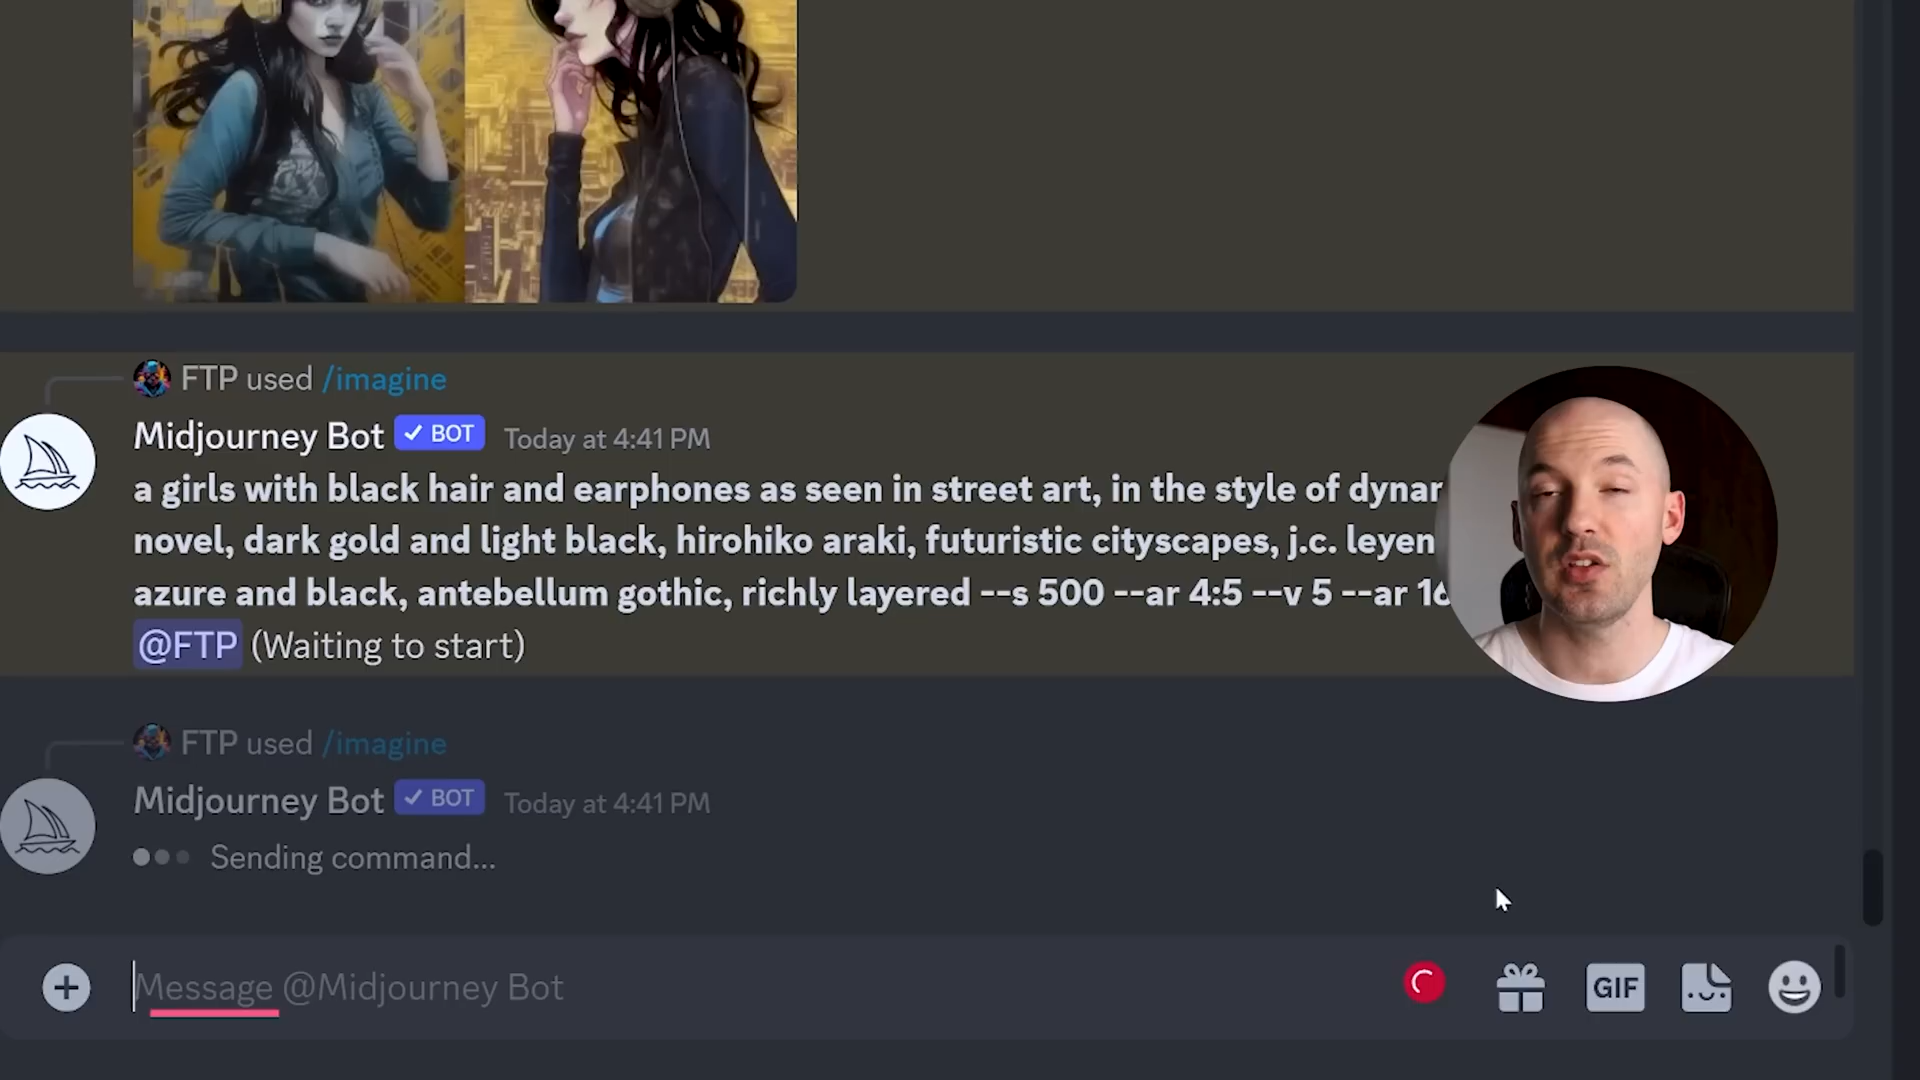 FTP used /imagine
Midjourney Bot ✓ BOT Today at 4:41 PM
a girls with black hair and earphones as seen in street art, in the style of
novel, dark gold and light black, hirohiko araki, futuristic cityscapes, j.c.
azure and black, antebellum gothic, richly layered --s 500 --ar 4:5 --v 5 --ar
@FTP (Waiting to start)
FTP used /imagine
Midjourney Bot ✓ BOT Today at 4:41 PM
Sending command...
Message @Midjourney Bot
GIF